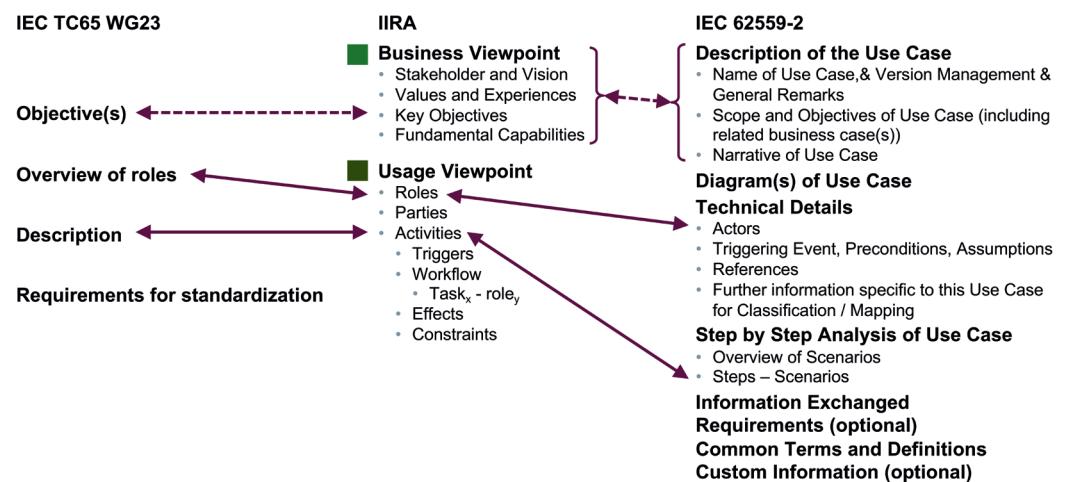 IEC TC65 WG23
Objective(s)
Overview of roles
Description
Requirements for standardization
IIRA
Business Viewpoint
• Stakeholder and Vision
• Values and Experiences
• Key Objectives
• Fundamental Capabilities
Usage Viewpoint
• Roles
• Parties
• Activities
• Triggers
• Workflow
• Taskx - roley
• Effects
• Constraints
IEC 62559-2
Description of the Use Case
• Name of Use Case,& Version Management &
General Remarks
• Scope and Objectives of Use Case (including
related business case(s))
• Narrative of Use Case
Diagram(s) of Use Case
Technical Details
• Actors
• Triggering Event, Preconditions, Assumptions
• References
• Further information specific to this Use Case
for Classification / Mapping
Step by Step Analysis of Use Case
• Overview of Scenarios
• Steps – Scenarios
Information Exchanged
Requirements (optional)
Common Terms and Definitions
Custom Information (optional)